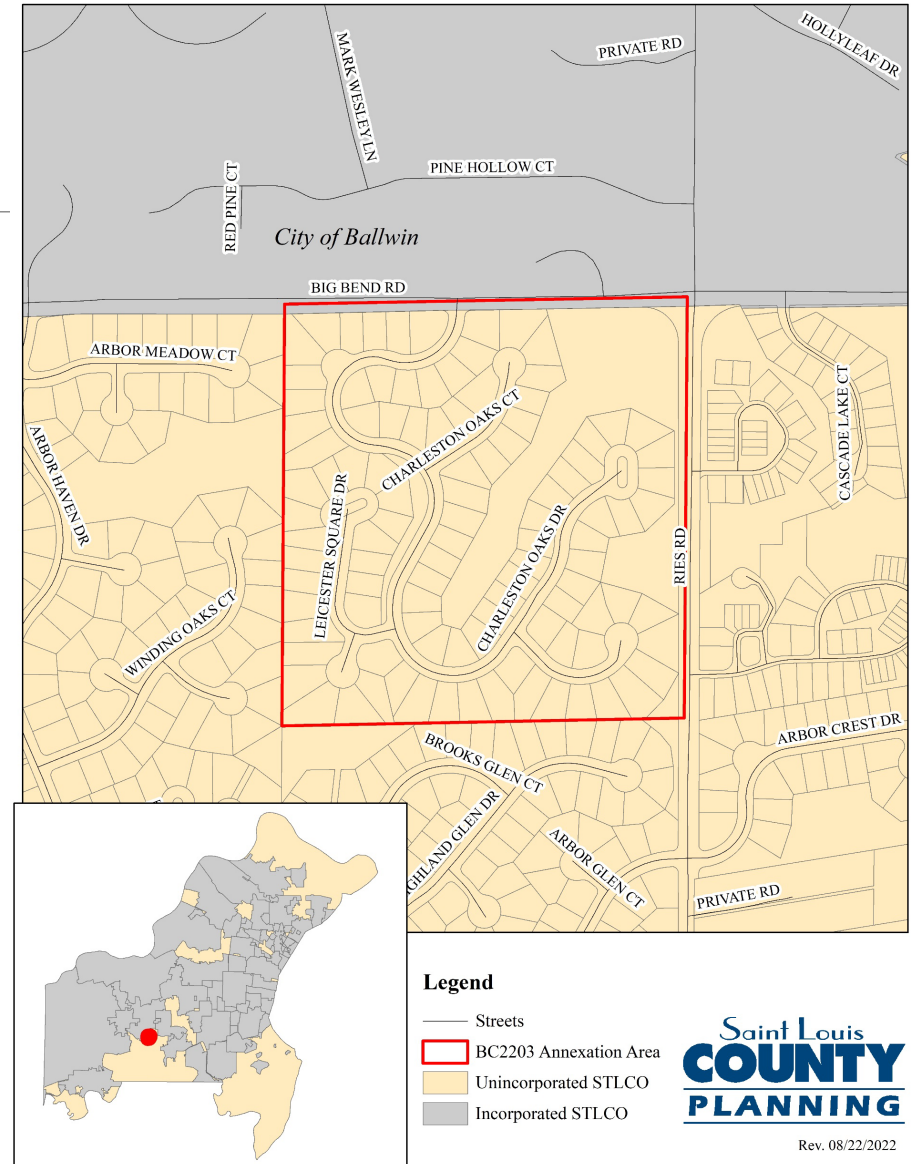 HOLLYLEAF DR
PRIVATE RD
MARK WESLEY LN
PINE HOLLOW CT
RED PINE CT
City of Ballwin
BIG BEND RD
ARBOR MEADOW CT
CASCADE LAKE CT
CHARLESTON OAKS CT
ARBOR HAVEN DR
LEICESTER SQUARE DR
CHARLESTON OAKS DR
RIES RD
WINDING OAKS CT
ARBOR CREST DR
BROOKS GLEN CT
IGHLAND GLEN DR
ARBOR GLEN CT
PRIVATE RD
Legend
Streets
BC2203 Annexation Area
Unincorporated STLCO
Incorporated STLCO
Saint Louis
COUNTY
PLANNING
Rev. 08/22/2022